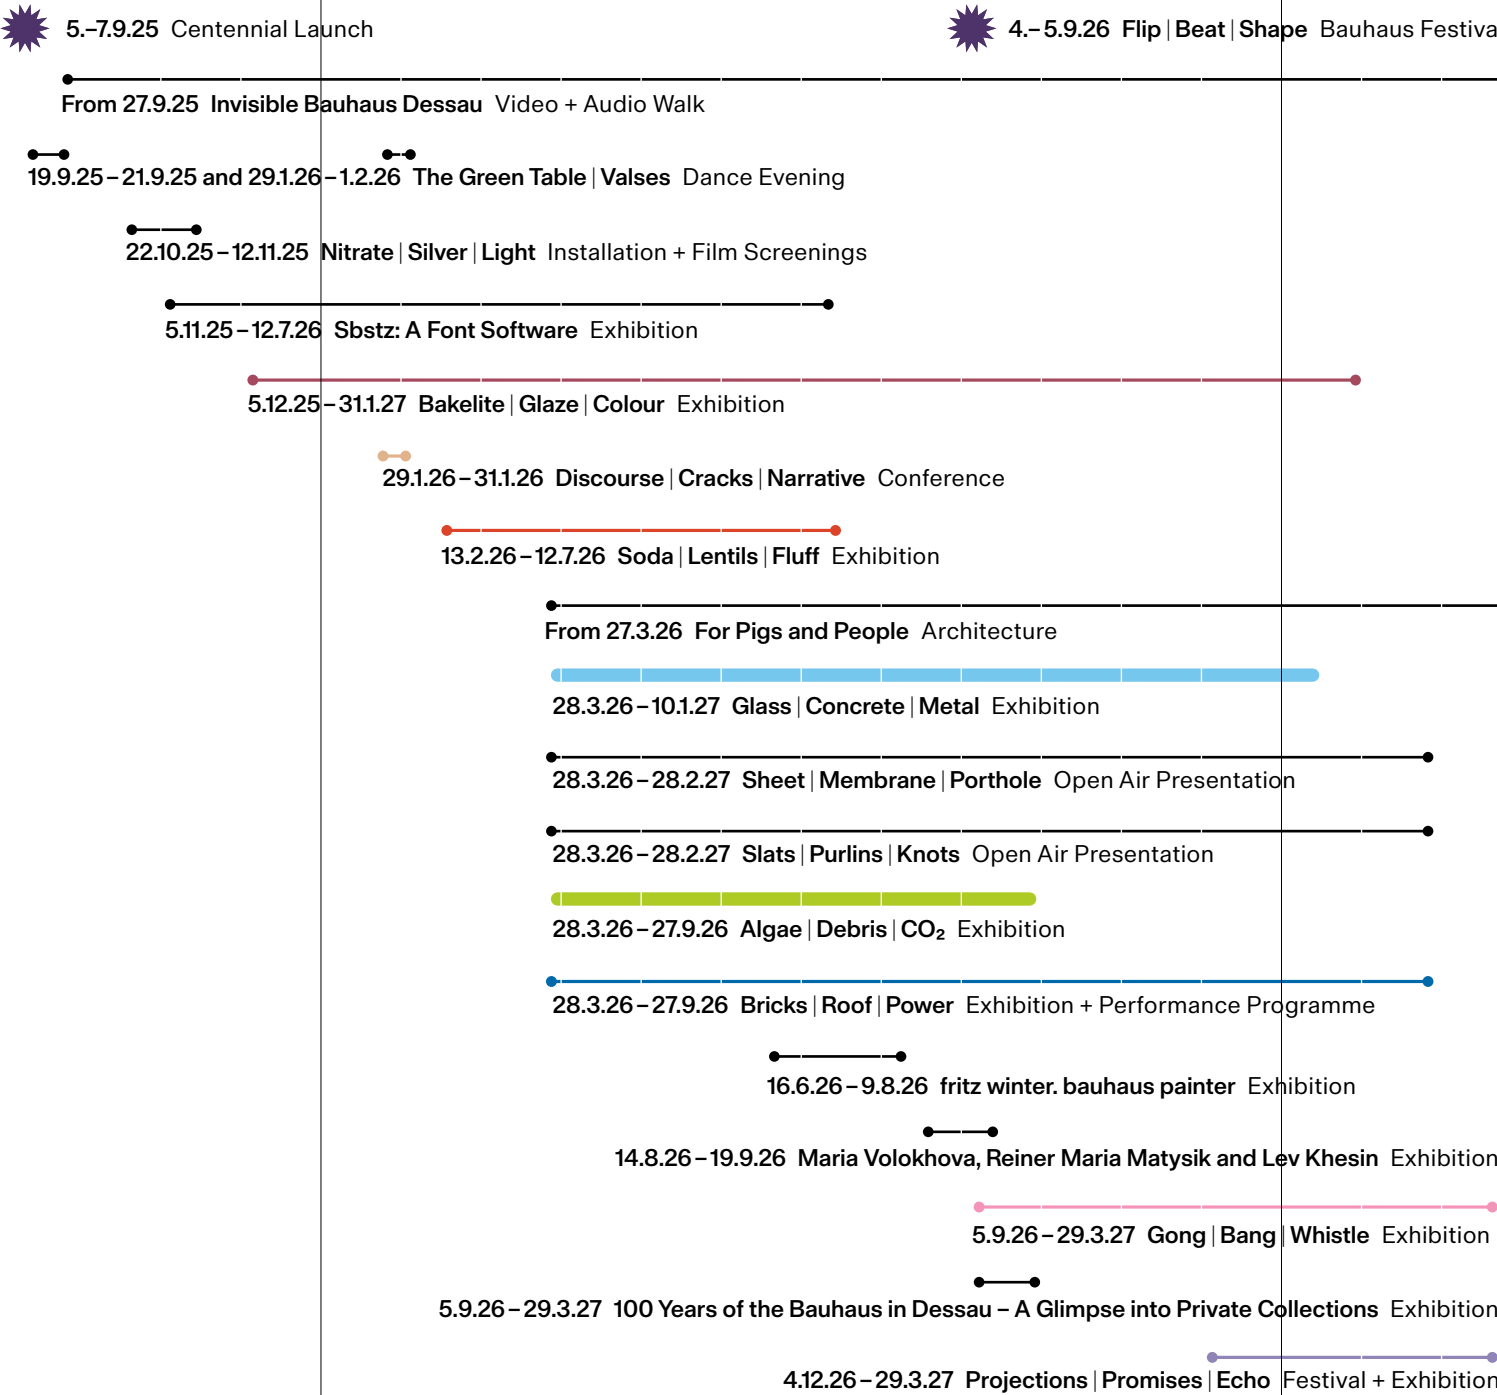 5.–7.9.25 Centennial Launch
4.–5.9.26 Flip | Beat | Shape Bauhaus Festiva
From 27.9.25 Invisible Bauhaus Dessau Video + Audio Walk
19.9.25 – 21.9.25 and 29.1.26 – 1.2.26 The Green Table | Valses Dance Evening
22.10.25 – 12.11.25 Nitrate | Silver | Light Installation + Film Screenings
5.11.25 – 12.7.26 Sbstz: A Font Software Exhibition
5.12.25 – 31.1.27 Bakelite | Glaze | Colour Exhibition
29.1.26 – 31.1.26 Discourse | Cracks | Narrative Conference
13.2.26 – 12.7.26 Soda | Lentils | Fluff Exhibition
From 27.3.26 For Pigs and People Architecture
28.3.26 – 10.1.27 Glass | Concrete | Metal Exhibition
28.3.26 – 28.2.27 Sheet | Membrane | Porthole Open Air Presentation
28.3.26 – 28.2.27 Slats | Purlins | Knots Open Air Presentation
28.3.26 – 27.9.26 Algae | Debris | CO₂ Exhibition
28.3.26 – 27.9.26 Bricks | Roof | Power Exhibition + Performance Programme
16.6.26 – 9.8.26 fritz winter. bauhaus painter Exhibition
14.8.26 – 19.9.26 Maria Volokhova, Reiner Maria Matysik and Lev Khesin Exhibition
5.9.26 – 29.3.27 Gong | Bang | Whistle Exhibition
5.9.26 – 29.3.27 100 Years of the Bauhaus in Dessau – A Glimpse into Private Collections Exhibition
4.12.26 – 29.3.27 Projections | Promises | Echo Festival + Exhibition